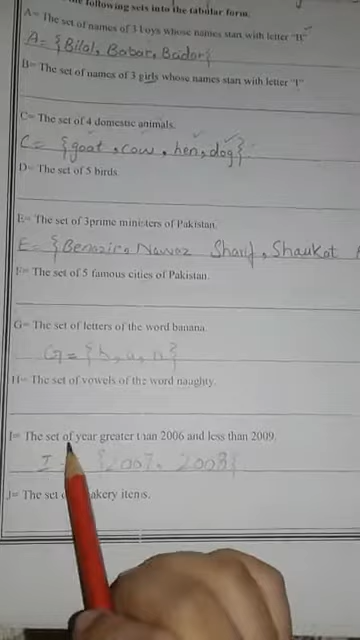 following sets into the tabular form.
A= The set of names of 3 boys whose names start with letter "B"
A= {Bilal, Babar, Badar}
B= The set of names of 3 girls whose names start with letter "I"
C= The set of 4 domestic animals.
C= {goat, cow, hen, dog}
D= The set of 5 birds.
E= The set of 3prime ministers of Pakistan.
E= {Benazir, Nawaz Sharif, Shaukat A
F= The set of 5 famous cities of Pakistan.
G= The set of letters of the word banana.
G= {b, a, n}
H= The set of vowels of the word naughty.
I= The set of year greater than 2006 and less than 2009.
I = {2007, 2008}
J= The set of bakery items.